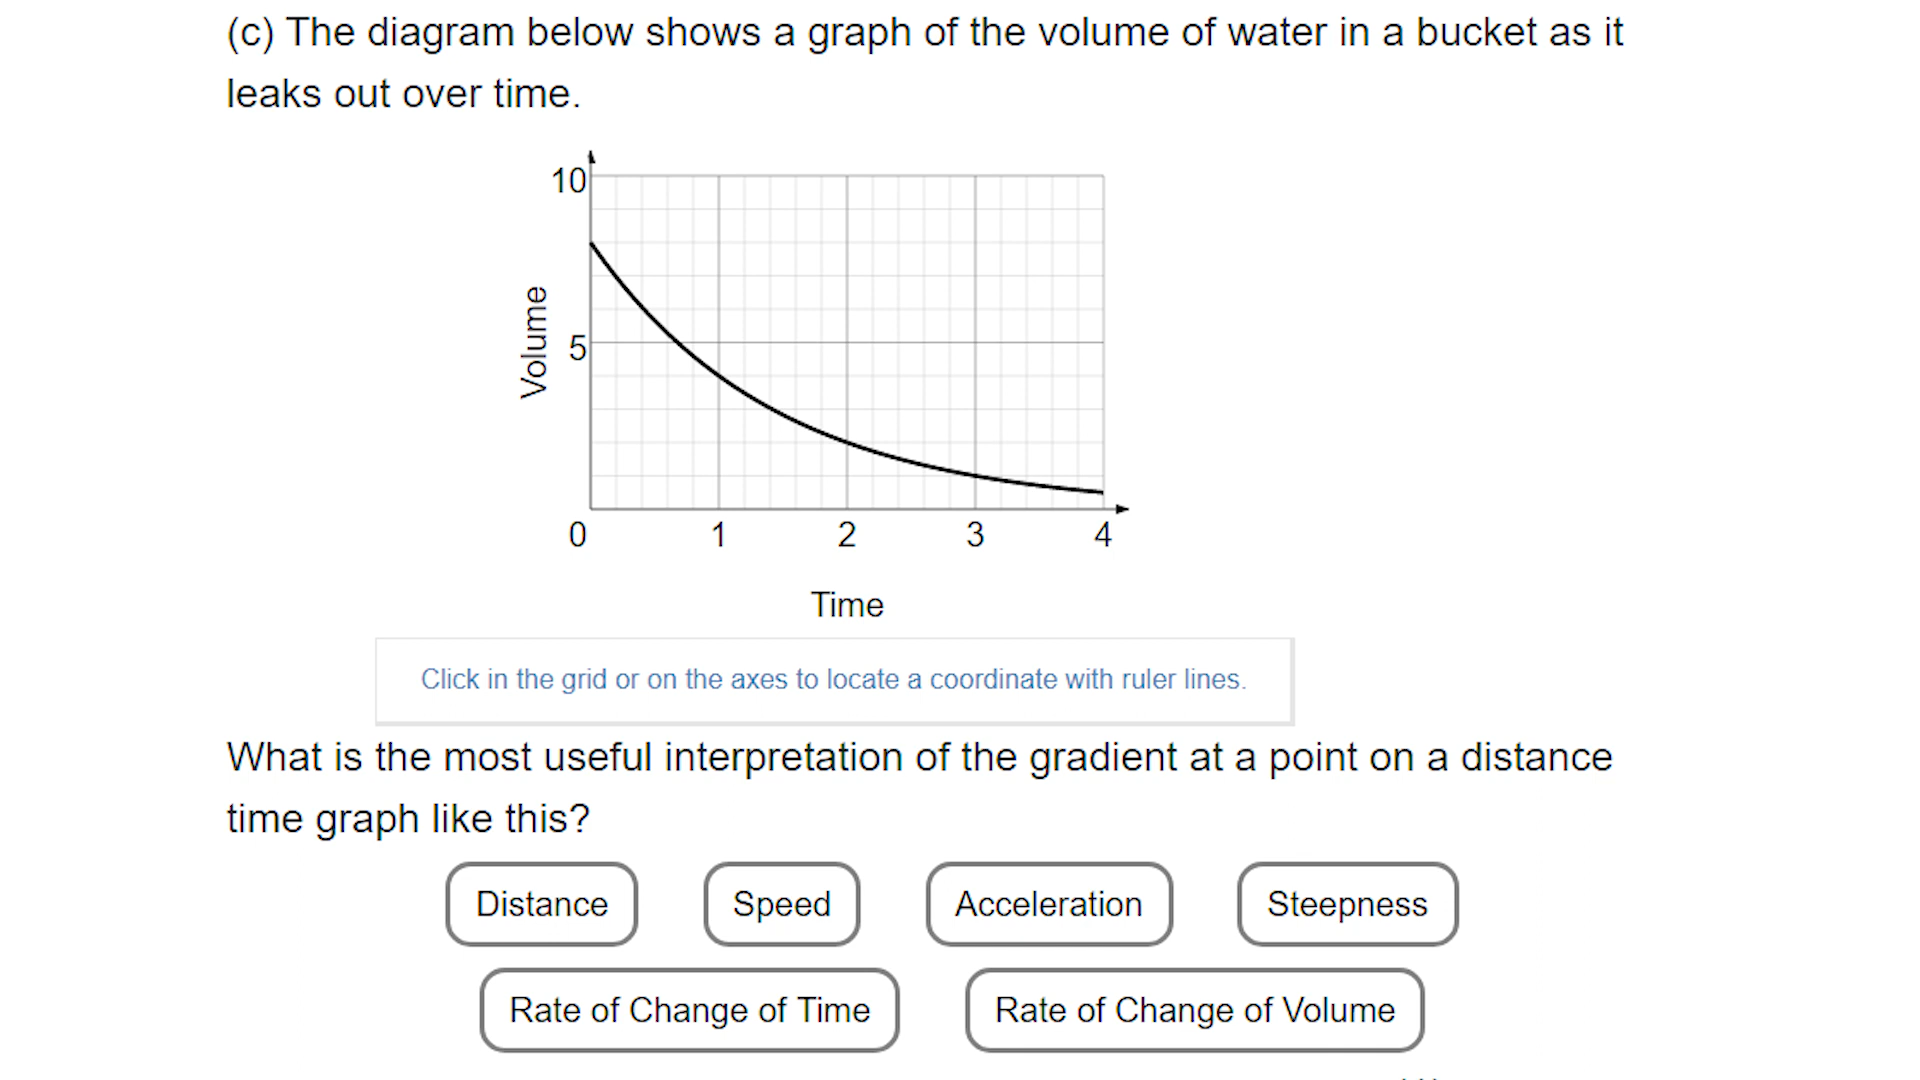 (c) The diagram below shows a graph of the volume of water in a bucket as it
leaks out over time.
10
5
Volume
0 1 2 3 4
Time
Click in the grid or on the axes to locate a coordinate with ruler lines.
What is the most useful interpretation of the gradient at a point on a distance
time graph like this?
Distance Speed Acceleration Steepness
Rate of Change of Time Rate of Change of Volume